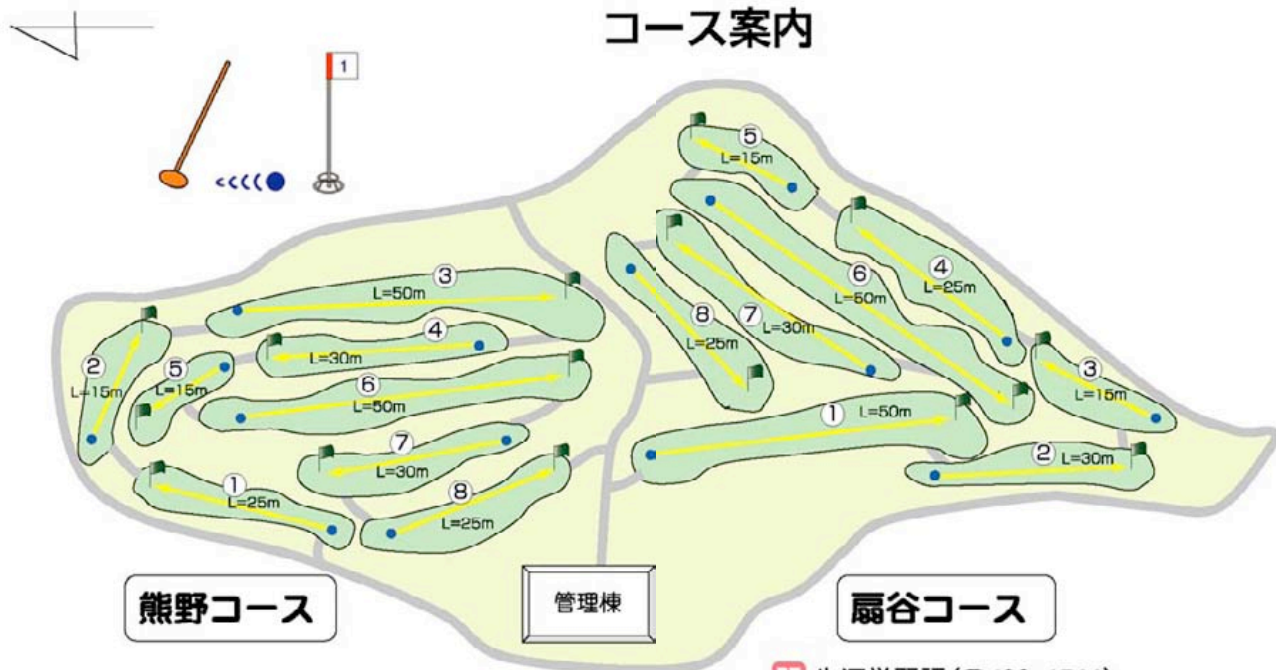 コース案内
1
⑤
L=15m
④
L=25m
⑥
L=50m
③
L=50m
⑦
L=30m
⑧
L=25m
④
L=30m
②
L=15m
⑤
L=15m
③
L=15m
⑥
L=50m
①
L=50m
⑦
L=30m
②
L=30m
①
L=25m
⑧
L=25m
熊野コース
管理棟
扇谷コース